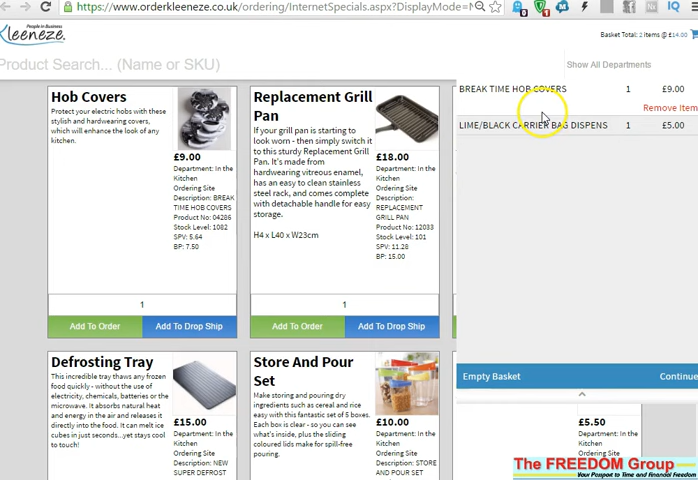 https://www.orderkleeneze.co.uk/ordering/InternetSpecials.aspx?DisplayMode=
People in Business
Kleeneze.
Basket Total: 2 items @ £14.00
Product Search... (Name or SKU)
Show All Departments
BREAK TIME HOB COVERS 1 £9.00
Remove Item
LIME/BLACK CARRIER BAG DISPENS 1 £5.00
Empty Basket
Continue
Hob Covers
Protect your electric hobs with these
stylish and hardwearing covers,
which will enhance the look of any
kitchen.
£9.00
Department: In the
Kitchen
Ordering Site
Description: BREAK
TIME HOB COVERS
Product No: 04286
Stock Level: 1082
SPV: 5.64
BP: 7.50
1
Add To Order
Add To Drop Ship
Replacement Grill
Pan
If your grill pan is starting to
look worn - then simply switch it
to this sturdy Replacement Grill
Pan. It's made from
hardwearing vitreous enamel,
has an easy to clean stainless
steel rack, and comes complete
with detachable handle for easy
storage.
H4 x L40 x W23cm
£18.00
Department: In the
Kitchen
Ordering Site
Description:
REPLACEMENT
GRILL PAN
Product No: 12033
Stock Level: 101
SPV: 11.28
BP: 15.00
1
Add To Order
Add To Drop Ship
Defrosting Tray
This incredible tray thaws any frozen
food quickly - without the use of
electricity, chemicals, batteries or the
microwave. It absorbs natural heat
and energy in the air and releases it
directly into the food. It can melt ice
cubes in just seconds...yet stays cool
to touch!
£15.00
Department: In the
Kitchen
Ordering Site
Description: NEW
SUPER DEFROST
Store And Pour
Set
Make storing and pouring dry
ingredients such as cereal and rice
easy with this fantastic set of 5 boxes.
Each box is clear - so you can see
what's inside, plus the sliding
coloured lids make for spill-free
pouring.
£10.00
Department: In the
Kitchen
Ordering Site
Description: STORE
AND POUR SET
£5.50
Department: In the
Kitchen
The FREEDOM Group
Your Passport to Time and Financial Freedom